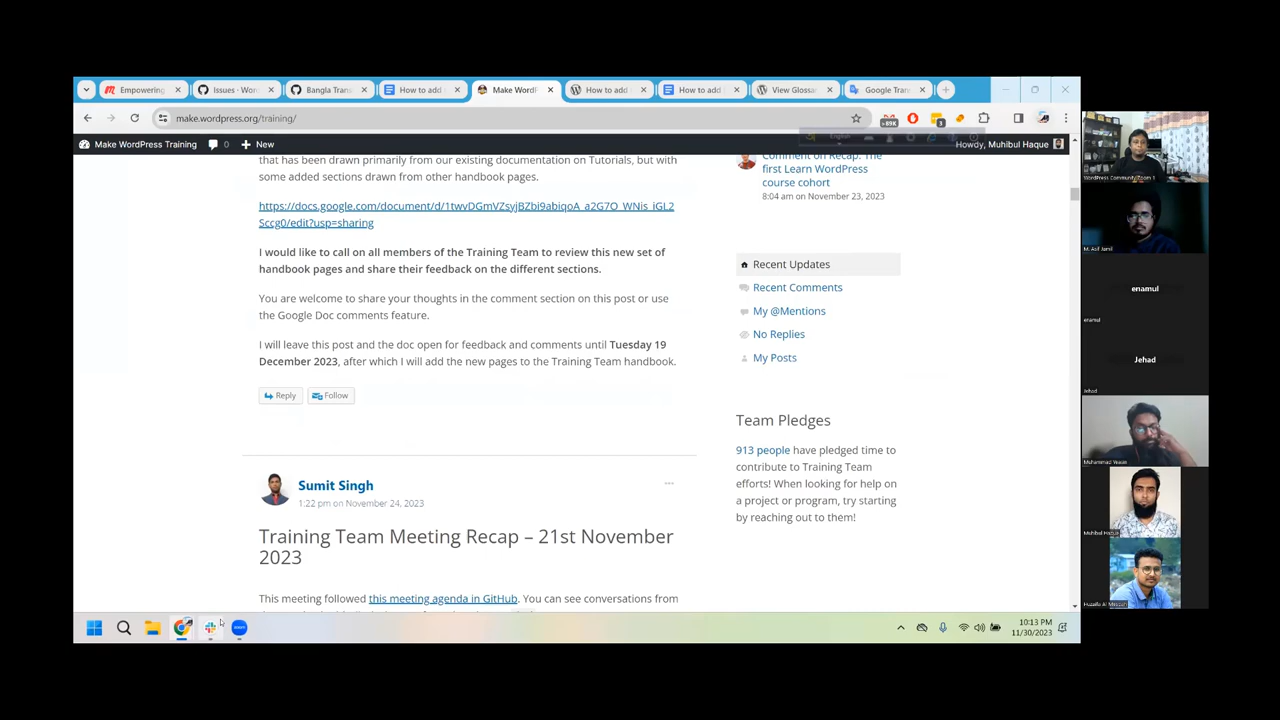 Empowering
Issues · Wor
Bangla Trans
How to add
Make WordP
How to add
How to add
View Glossa
Google Tran
make.wordpress.org/training/
Make WordPress Training
0
New
English
Howdy, Muhibul Haque
that has been drawn primarily from our existing documentation on Tutorials, but with
some added sections drawn from other handbook pages.
https://docs.google.com/document/d/1twvDGmVZsyjBZbi9abiqoA_a2G7O_WNis_iGL2
Sccg0/edit?usp=sharing
I would like to call on all members of the Training Team to review this new set of
handbook pages and share their feedback on the different sections.
You are welcome to share your thoughts in the comment section on this post or use
the Google Doc comments feature.
I will leave this post and the doc open for feedback and comments until Tuesday 19
December 2023, after which I will add the new pages to the Training Team handbook.
Reply
Follow
Sumit Singh
1:22 pm on November 24, 2023
Training Team Meeting Recap – 21st November
2023
This meeting followed this meeting agenda in GitHub. You can see conversations from
Comment on Recap: The
first Learn WordPress
course cohort
8:04 am on November 23, 2023
Recent Updates
Recent Comments
My @Mentions
No Replies
My Posts
Team Pledges
913 people have pledged time to
contribute to Training Team
efforts! When looking for help on
a project or program, try starting
by reaching out to them!
10:13 PM
11/30/2023
WordPress Community Zoom 1
M. Asif Jamil
enamul
enamul
Jehad
Jehad
Muhibul Haque